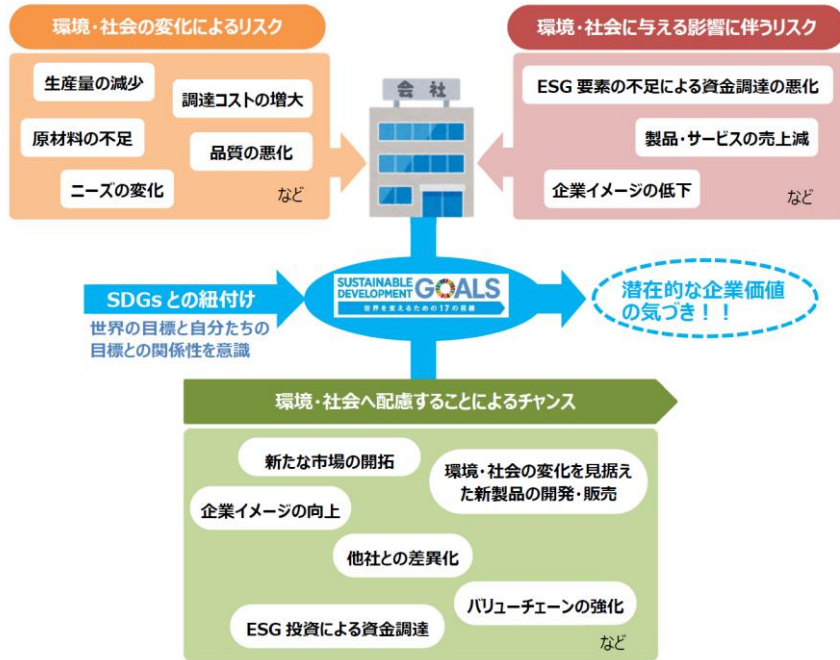 環境・社会の変化によるリスク
生産量の減少
調達コストの増大
原材料の不足
品質の悪化
ニーズの変化
など
会社
環境・社会に与える影響に伴うリスク
ESG 要素の不足による資金調達の悪化
製品・サービスの売上減
企業イメージの低下
など
SDGs との紐付け
世界の目標と自分たちの
目標との関係性を意識
SUSTAINABLE
DEVELOPMENT
GOALS
世界を変えるための17の目標
潜在的な企業価値
の気づき！！
環境・社会へ配慮することによるチャンス
新たな市場の開拓
環境・社会の変化を見据え
た新製品の開発・販売
企業イメージの向上
他社との差異化
バリューチェーンの強化
ESG 投資による資金調達
など